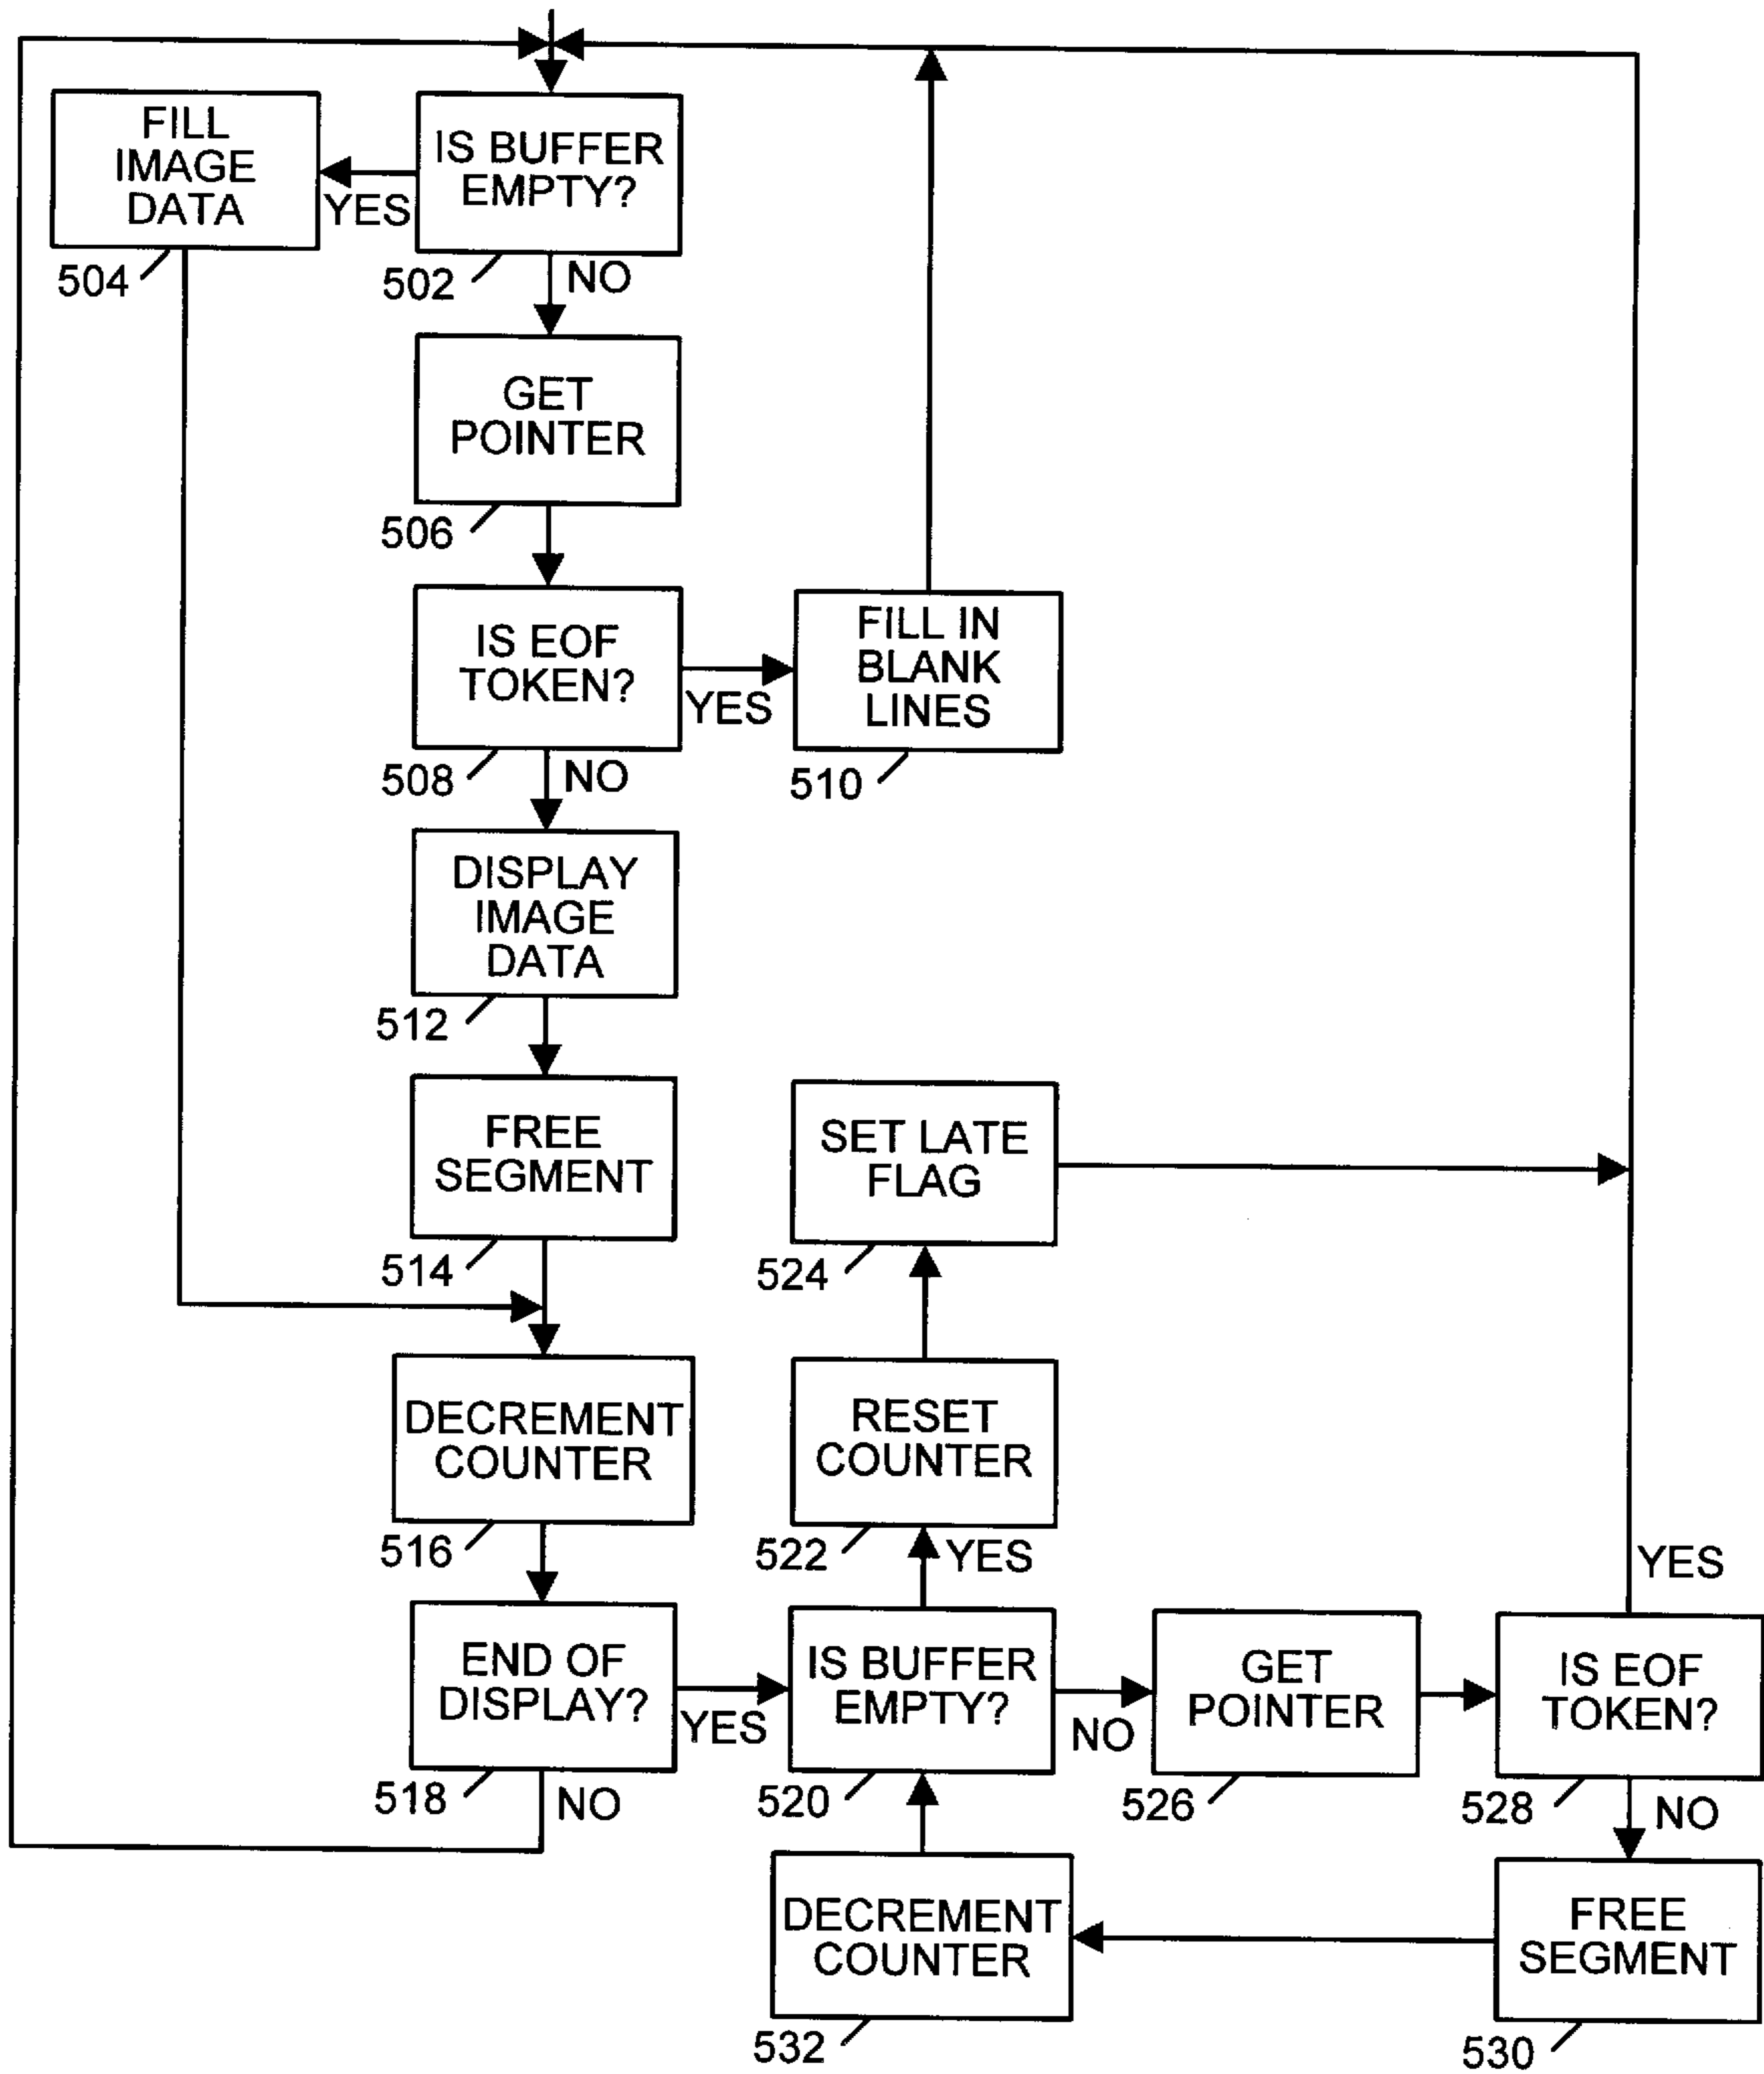 FILL
IMAGE
DATA
504
IS BUFFER
EMPTY?
YES
502
NO
GET
POINTER
506
IS EOF
TOKEN?
YES
508
NO
FILL IN
BLANK
LINES
510
DISPLAY
IMAGE
DATA
512
FREE
SEGMENT
514
SET LATE
FLAG
524
DECREMENT
COUNTER
516
RESET
COUNTER
522
YES
END OF
DISPLAY?
YES
518
NO
IS BUFFER
EMPTY?
NO
520
GET
POINTER
526
YES
IS EOF
TOKEN?
528
NO
DECREMENT
COUNTER
532
FREE
SEGMENT
530